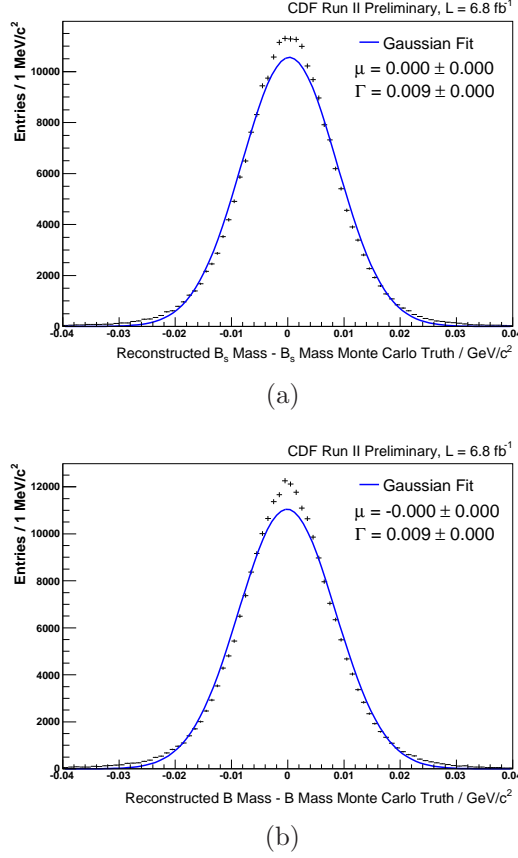 CDF Run II Preliminary, L = 6.8 fb⁻¹
Entries / 1 MeV/c²
Gaussian Fit
μ = 0.000 ± 0.000
Γ = 0.009 ± 0.000
10000
8000
6000
4000
2000
0
-0.04 -0.03 -0.02 -0.01 0 0.01 0.02 0.03 0.04
Reconstructed Bₛ Mass - Bₛ Mass Monte Carlo Truth / GeV/c²
(a)
CDF Run II Preliminary, L = 6.8 fb⁻¹
Entries / 1 MeV/c²
Gaussian Fit
μ = -0.000 ± 0.000
Γ = 0.009 ± 0.000
12000
10000
8000
6000
4000
2000
0
-0.04 -0.03 -0.02 -0.01 0 0.01 0.02 0.03 0.04
Reconstructed B Mass - B Mass Monte Carlo Truth / GeV/c²
(b)